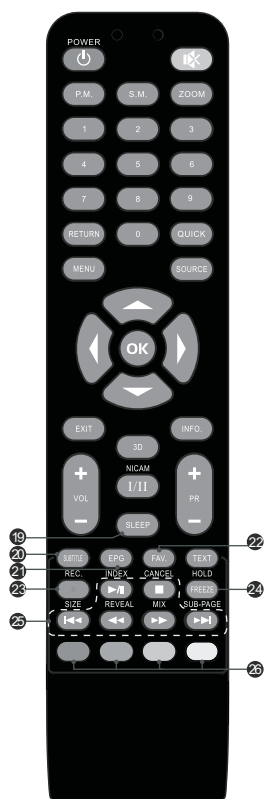 POWER
P.M. S.M. ZOOM
1 2 3
4 5 6
7 8 9
RETURN 0 QUICK
MENU SOURCE
OK
EXIT INFO.
3D
+ NICAM +
VOL I/II PR
− −
19 SLEEP
20 SUBTITLE EPG FAV. TEXT 22
21 REC. INDEX CANCEL HOLD
23 FREEZE 24
SIZE REVEAL MIX SUB-PAGE
25
26